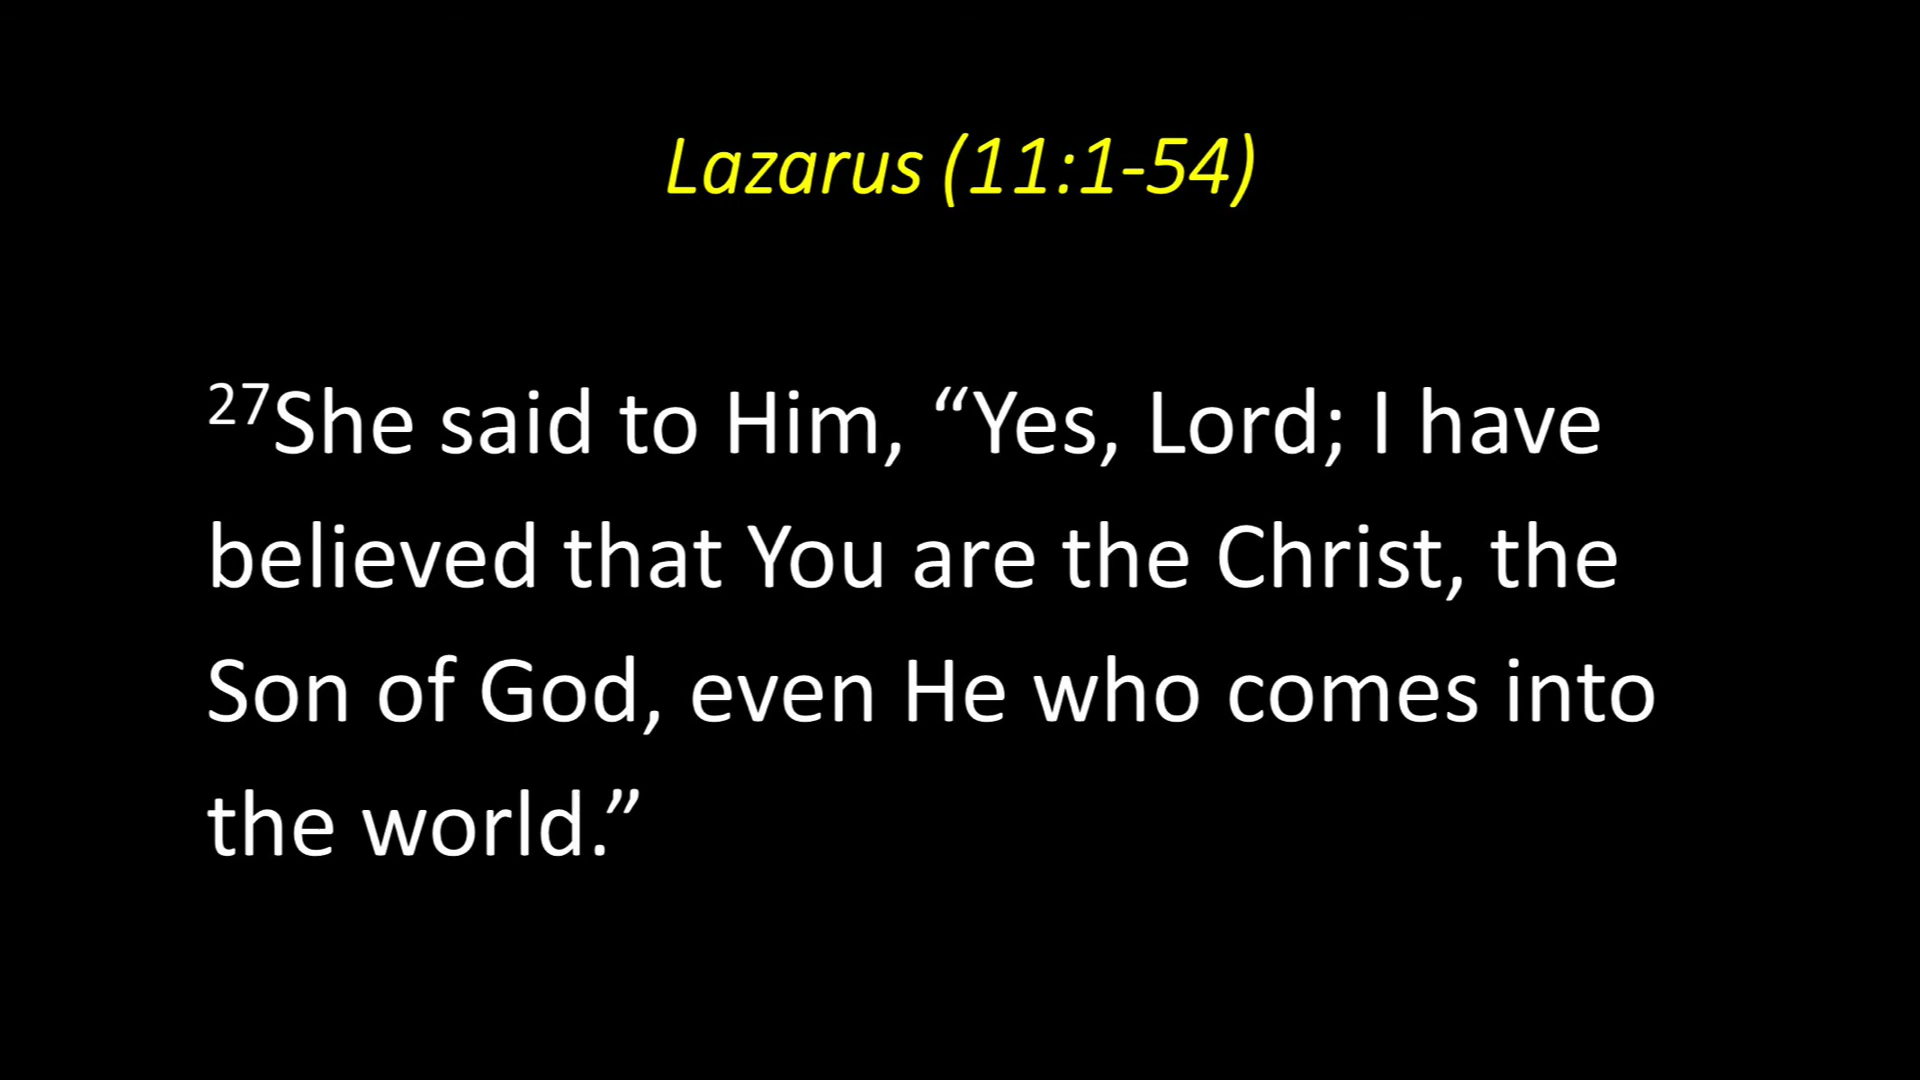 Lazarus (11:1-54)
27She said to Him, “Yes, Lord; I have
believed that You are the Christ, the
Son of God, even He who comes into
the world.”